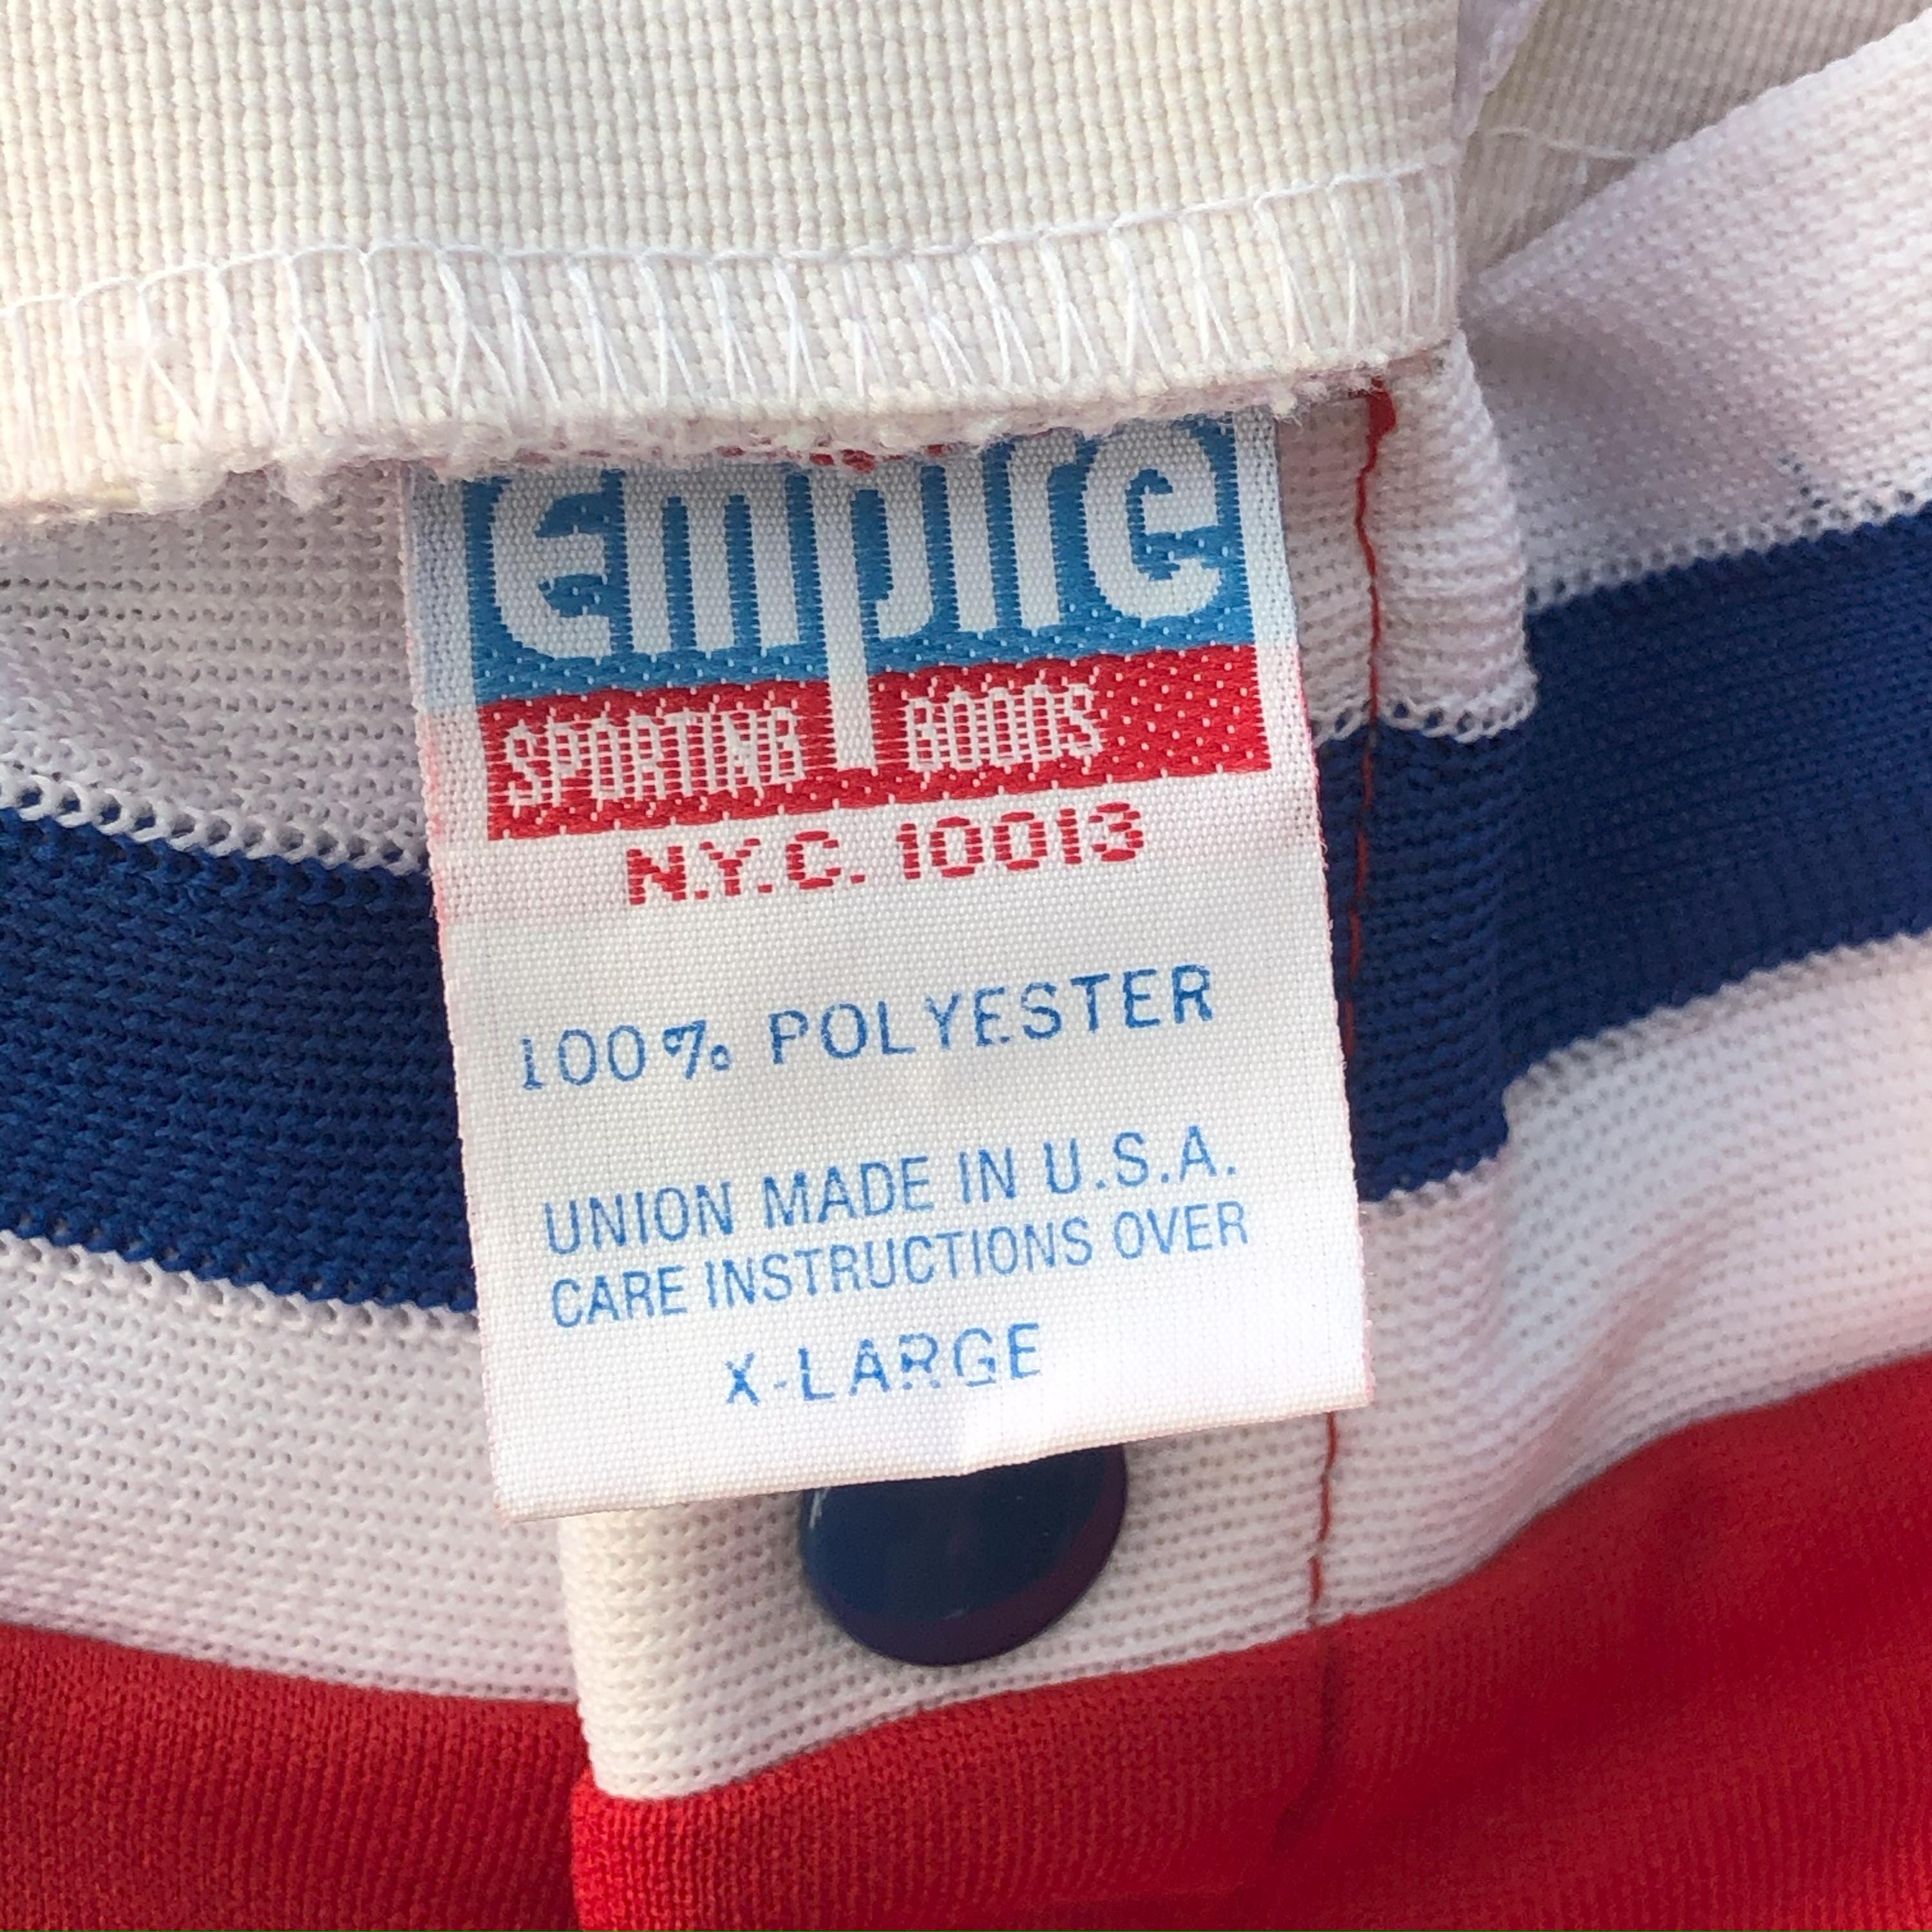 Empire
SPORTING GOODS
N.Y.C. 10013
100% POLYESTER
UNION MADE IN U.S.A.
CARE INSTRUCTIONS OVER
X-LARGE